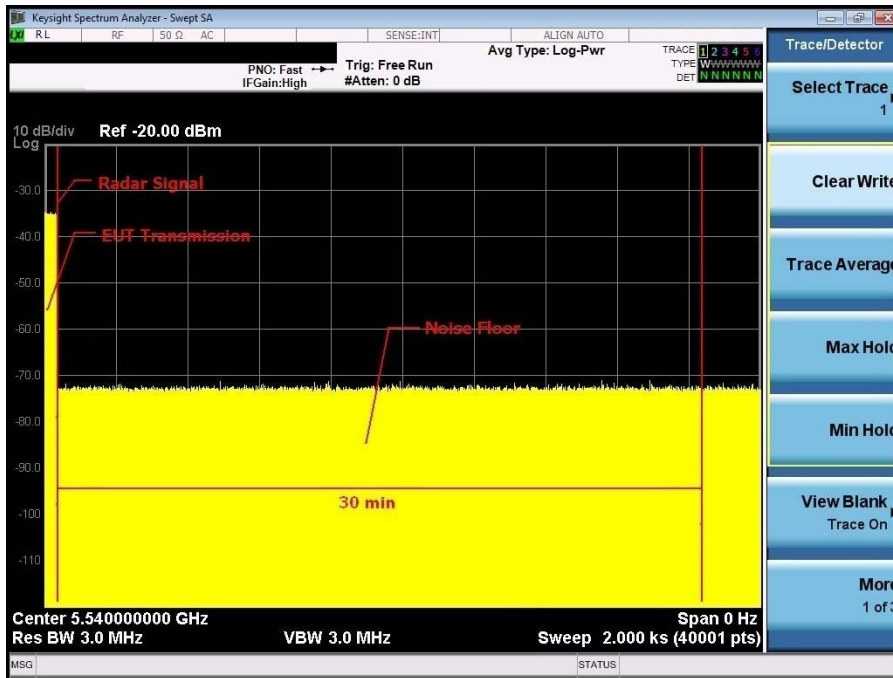 Keysight Spectrum Analyzer - Swept SA
LXI RL RF 50 Ω AC SENSE:INT ALIGN AUTO
Avg Type: Log-Pwr
TRACE 1 2 3 4 5 6
PNO: Fast Trig: Free Run TYPE WWWWWW
IFGain:High #Atten: 0 dB DET N N N N N N
10 dB/div Ref -20.00 dBm
Log
-30.0
-40.0
-50.0
-60.0
-70.0
-80.0
-90.0
-100
-110
Radar Signal
EUT Transmission
Noise Floor
30 min
Center 5.540000000 GHz Span 0 Hz
Res BW 3.0 MHz VBW 3.0 MHz Sweep 2.000 ks (40001 pts)
MSG STATUS
Trace/Detector
Select Trace
1
Clear Write
Trace Average
Max Hold
Min Hold
View Blank
Trace On
More
1 of 3